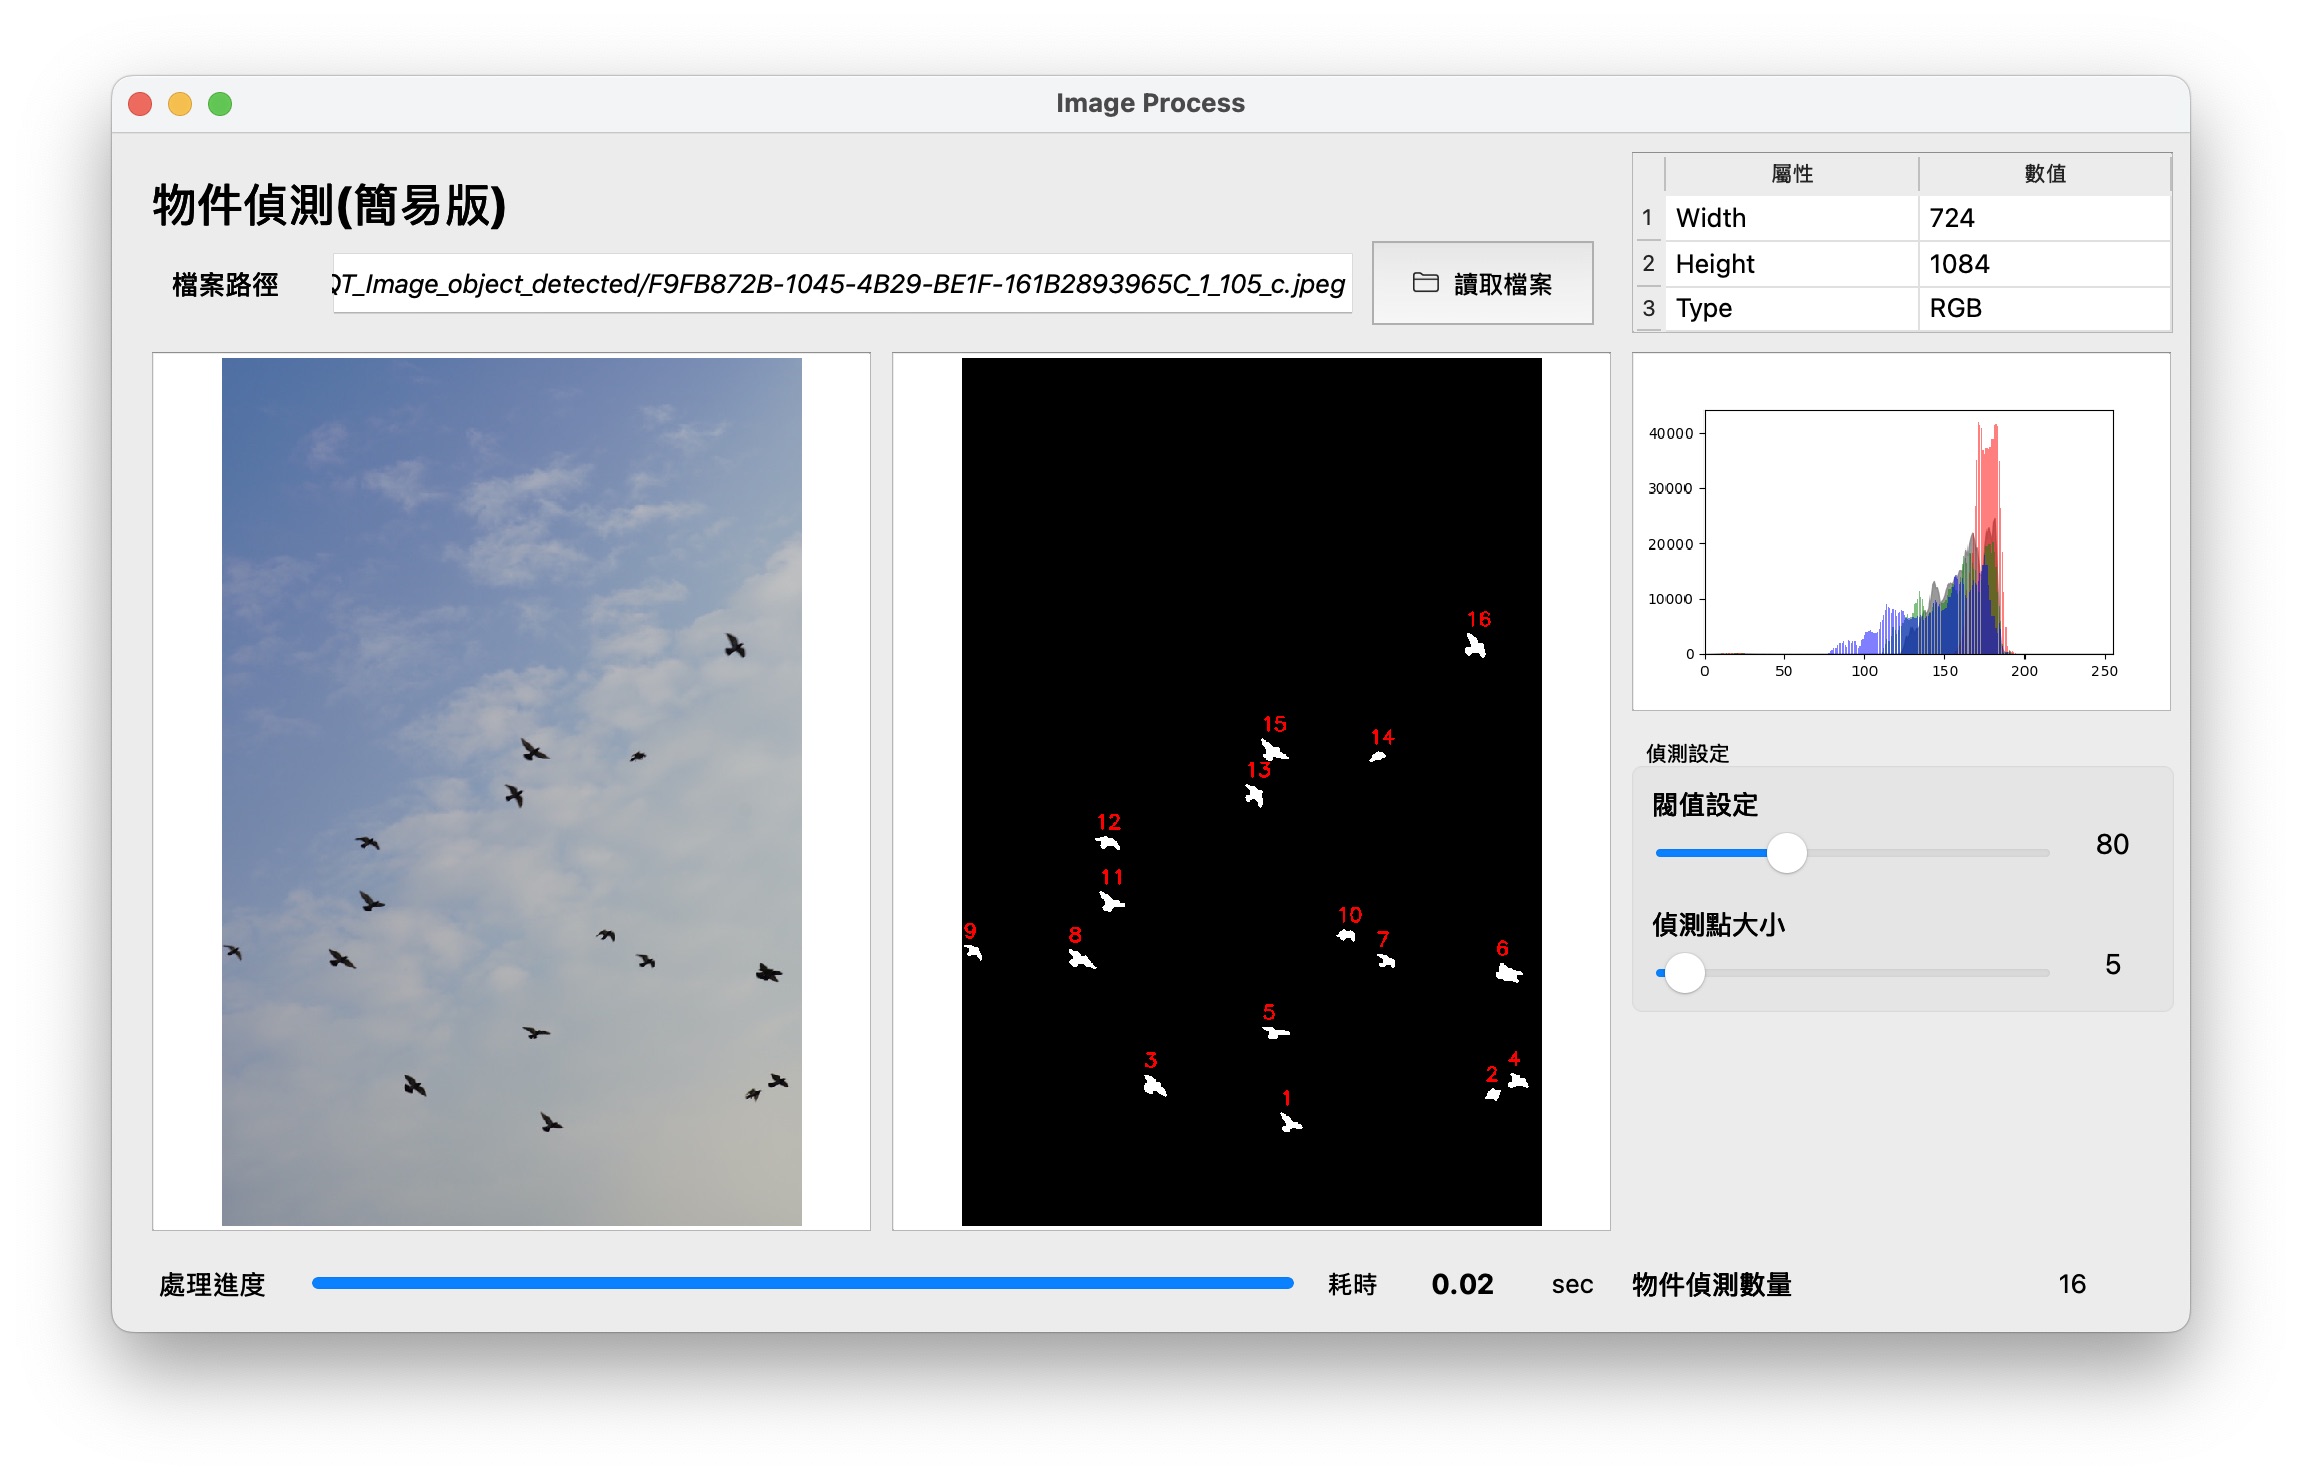 Image Process
物件偵測(簡易版)
檔案路徑
QT_Image_object_detected/F9FB872B-1045-4B29-BE1F-161B2893965C_1_105_c.jpeg
讀取檔案
屬性 數值
1 Width 724
2 Height 1084
3 Type RGB
16
15
14
13
12
11
10
9
8
7
6
5
4
3
2
1
40000
30000
20000
10000
0
0 50 100 150 200 250
偵測設定
閥值設定
80
偵測點大小
5
處理進度
耗時 0.02 sec
物件偵測數量 16